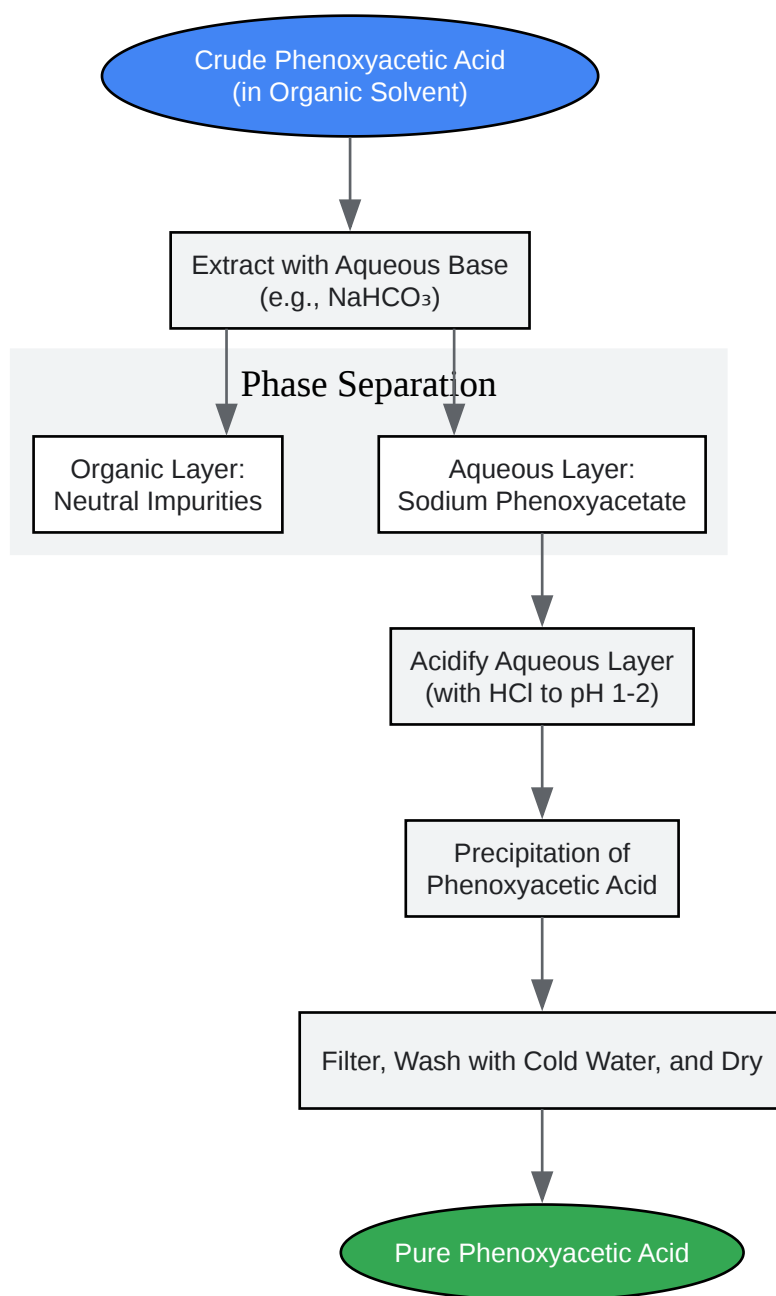 Crude Phenoxyacetic Acid
(in Organic Solvent)
Extract with Aqueous Base
(e.g., NaHCO₃)
Phase Separation
Organic Layer:
Neutral Impurities
Aqueous Layer:
Sodium Phenoxyacetate
Acidify Aqueous Layer
(with HCl to pH 1-2)
Precipitation of
Phenoxyacetic Acid
Filter, Wash with Cold Water, and Dry
Pure Phenoxyacetic Acid